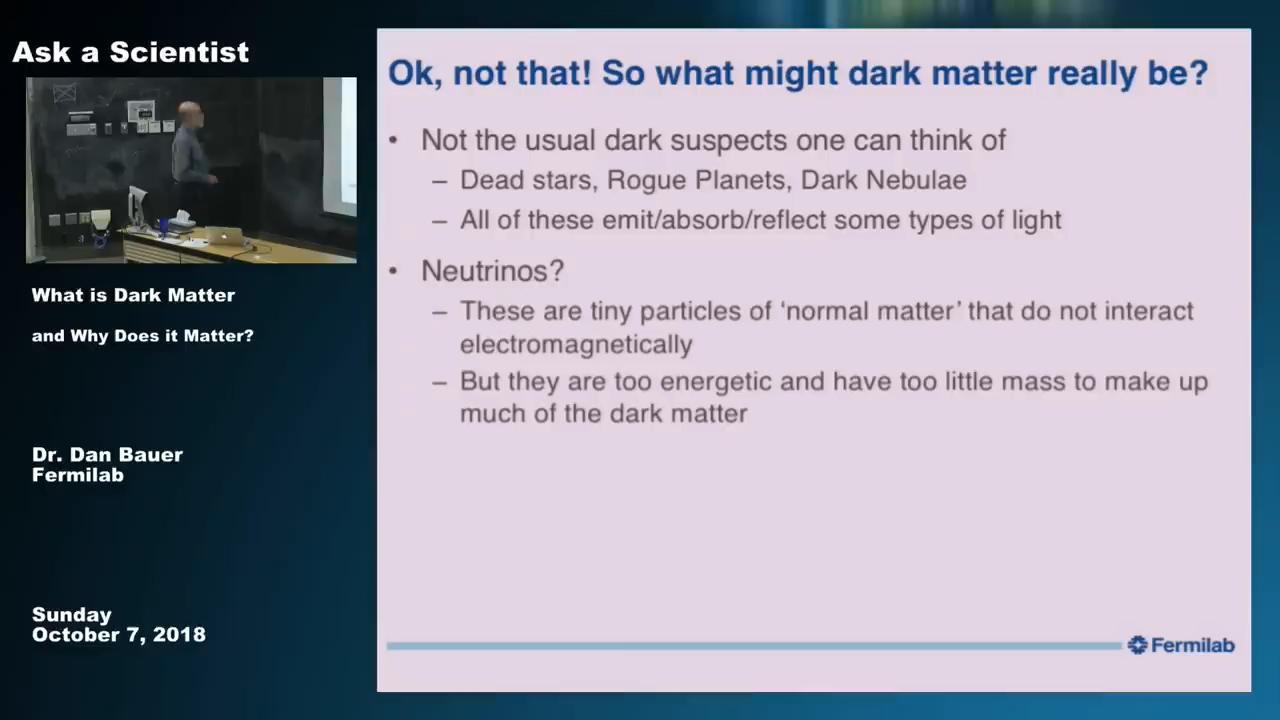 Ask a Scientist
What is Dark Matter
and Why Does it Matter?
Dr. Dan Bauer
Fermilab
Sunday
October 7, 2018
Ok, not that! So what might dark matter really be?
• Not the usual dark suspects one can think of
– Dead stars, Rogue Planets, Dark Nebulae
– All of these emit/absorb/reflect some types of light
• Neutrinos?
– These are tiny particles of ‘normal matter’ that do not interact
electromagnetically
– But they are too energetic and have too little mass to make up
much of the dark matter
Fermilab